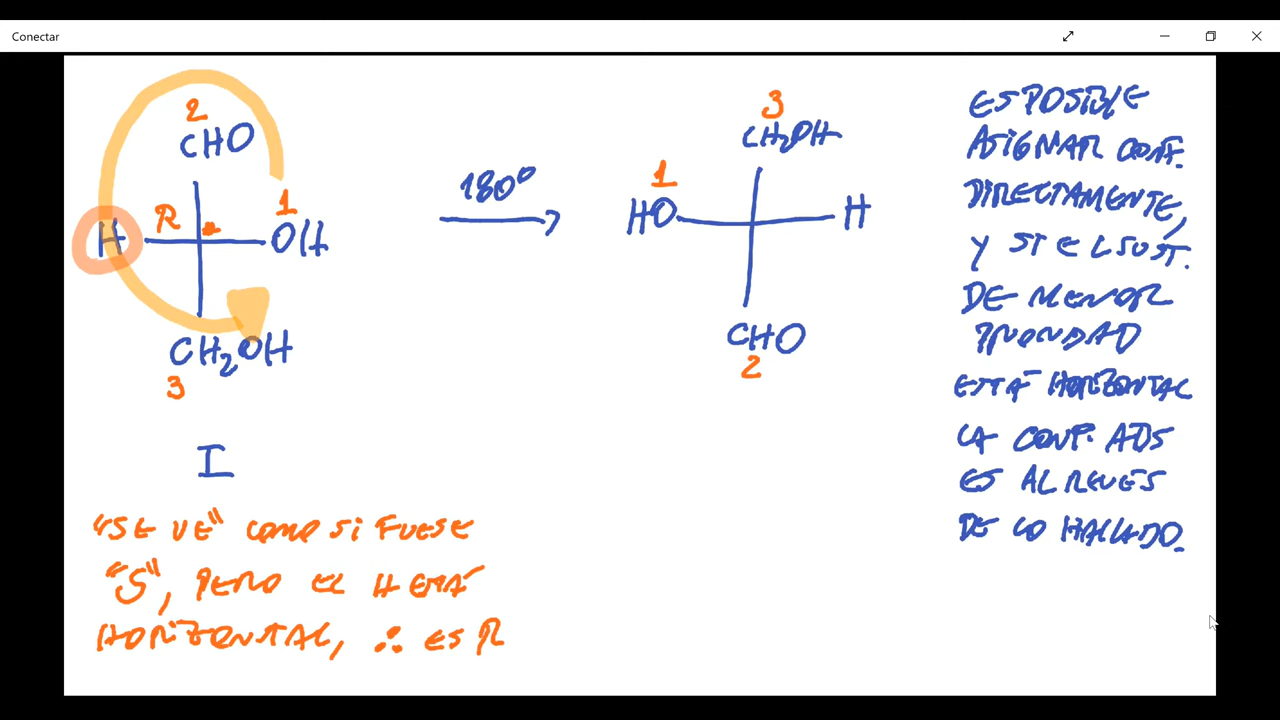 Conectar
2
CHO
H R * 1
OH
CH₂OH
3
I
"SE VE" COMO SI FUESE
"S", PERO EL H ESTÁ
HORIZONTAL, ∴ ES R
180°
3
CH₂OH
1
HO H
CHO
2
ES POSIBLE
ASIGNAR CONF.
DIRECTAMENTE,
Y SI EL SUST.
DE MENOR
PRIORIDAD
ESTÁ HORIZONTAL
LA CONF. ABS
ES AL REVES
DE LO HALLADO.